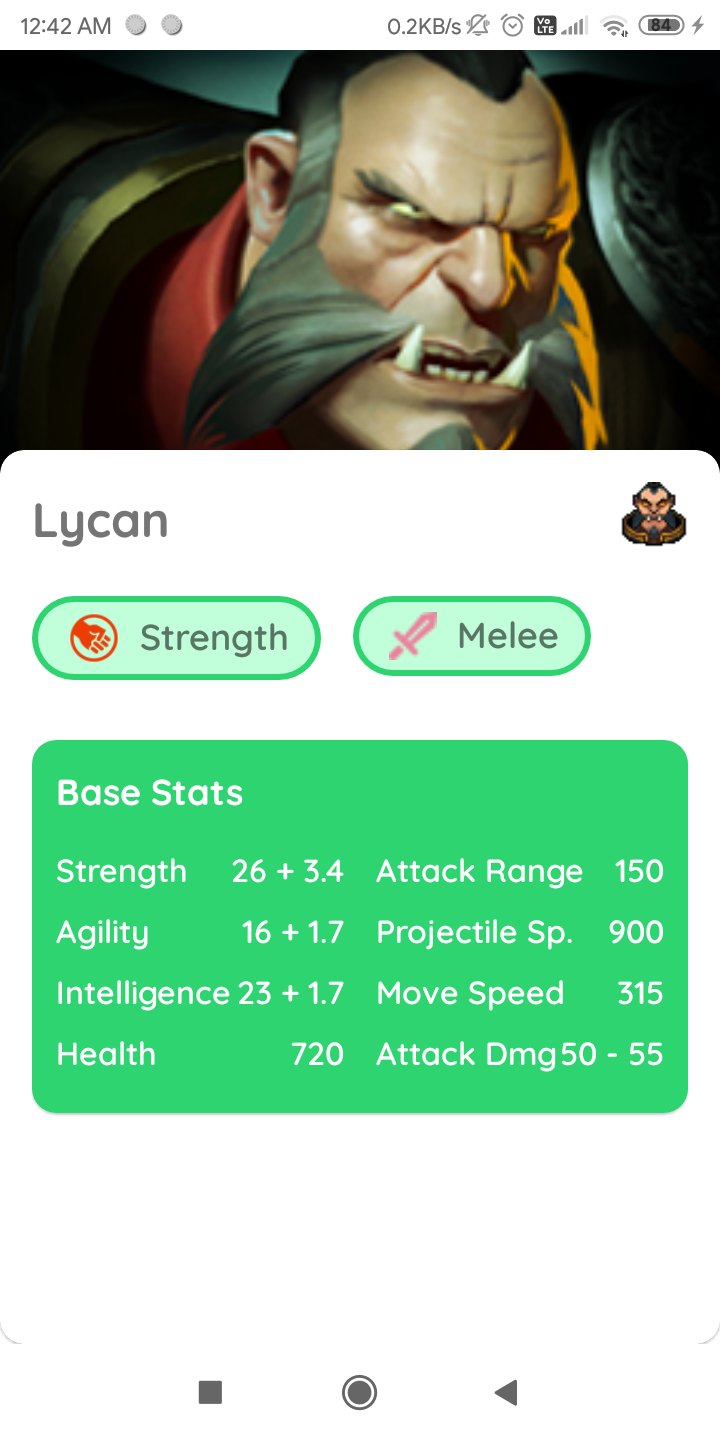 12:42 AM 0.2KB/s Vo LTE 84
Lycan
Strength Melee
Base Stats
Strength 26 + 3.4 Attack Range 150
Agility 16 + 1.7 Projectile Sp. 900
Intelligence 23 + 1.7 Move Speed 315
Health 720 Attack Dmg 50 - 55